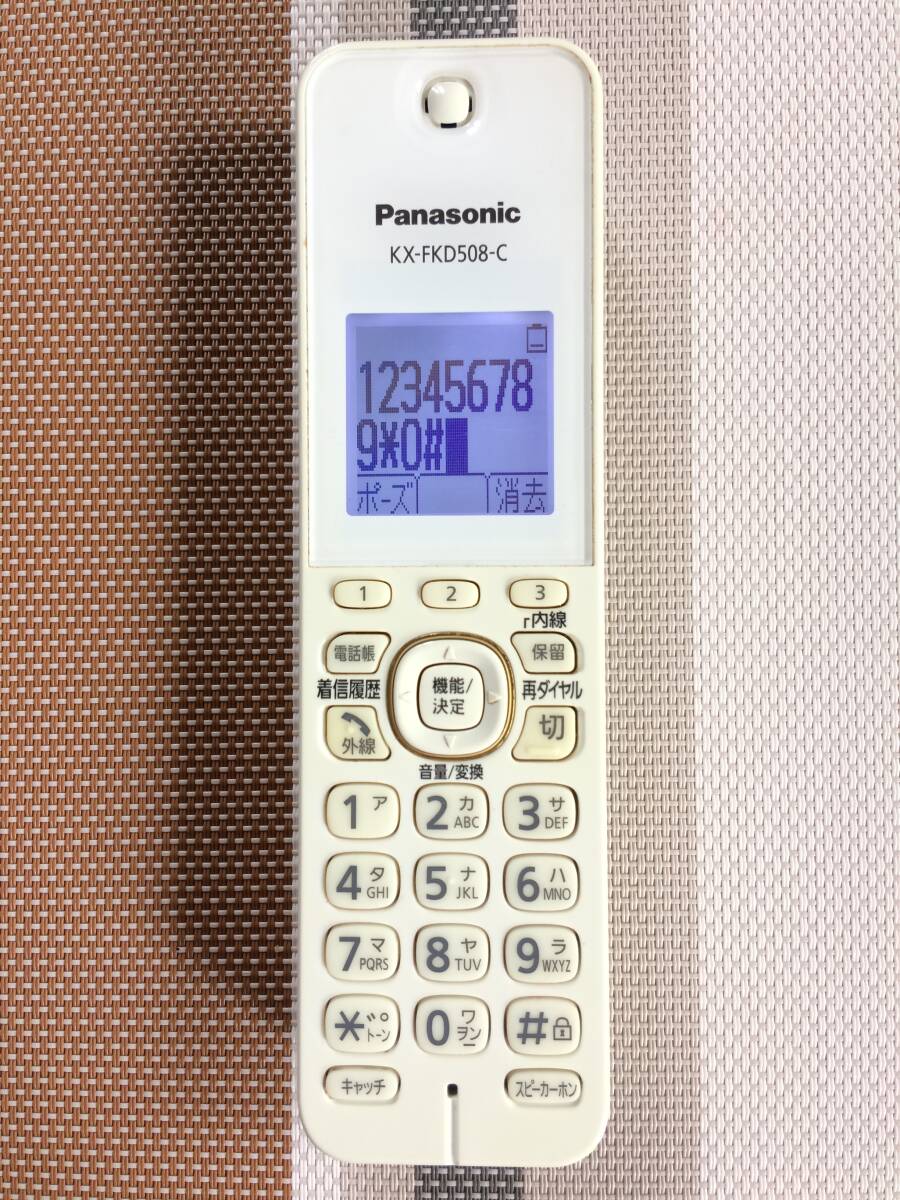 Panasonic
KX-FKD508-C
12345678
9*0#
ポーズ 消去
1 2 3
r内線
電話帳 保留
着信履歴 機能/決定 再ダイヤル
外線 切
音量/変換
1 ア 2 カ ABC 3 サ DEF
4 タ GHI 5 ナ JKL 6 ハ MNO
7 マ PQRS 8 ヤ TUV 9 ラ WXYZ
* ゛゜ トーン 0 ワヲンー #
キャッチ スピーカーホン